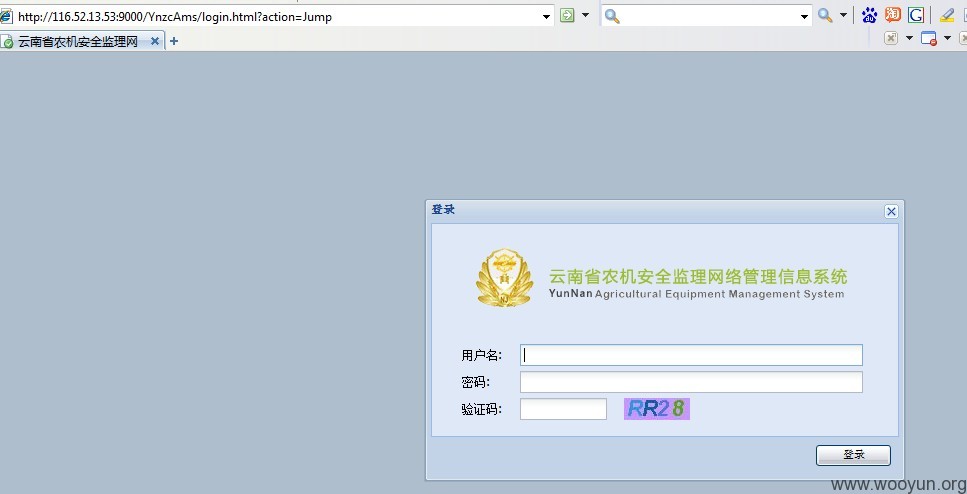 http://116.52.13.53:9000/YnzcAms/login.html?action=Jump
云南省农机安全监理网
登录
云南省农机安全监理网络管理信息系统
YunNan Agricultural Equipment Management System
用户名:
密码:
验证码:
RR28
登录
www.wooyun.org